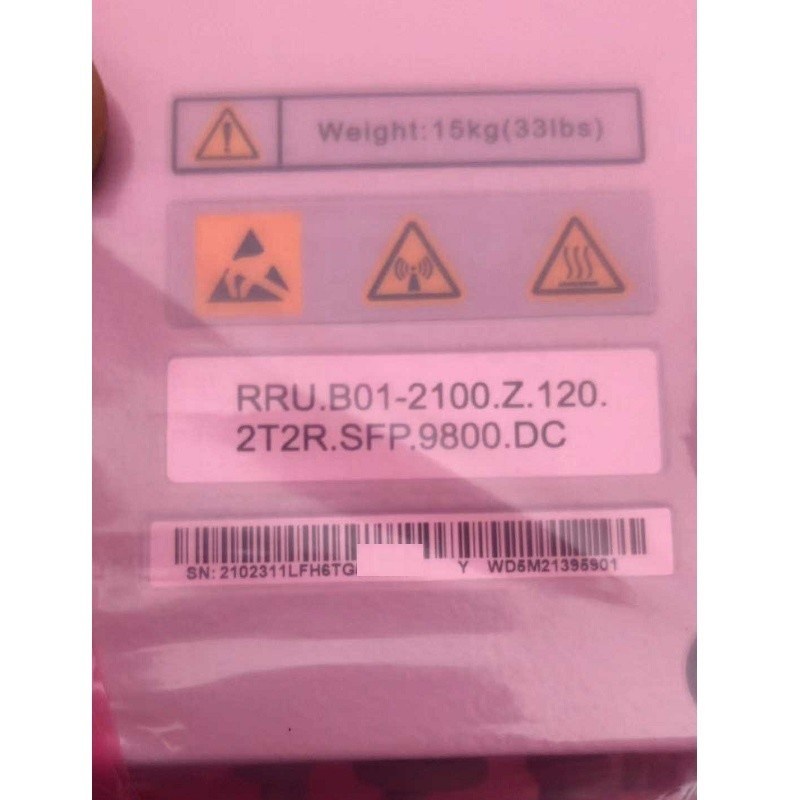 Weight:15kg(33lbs)
RRU.B01-2100.Z.120.
2T2R.SFP.9800.DC
SN: 2102311LFH6TG Y WD5M21395901